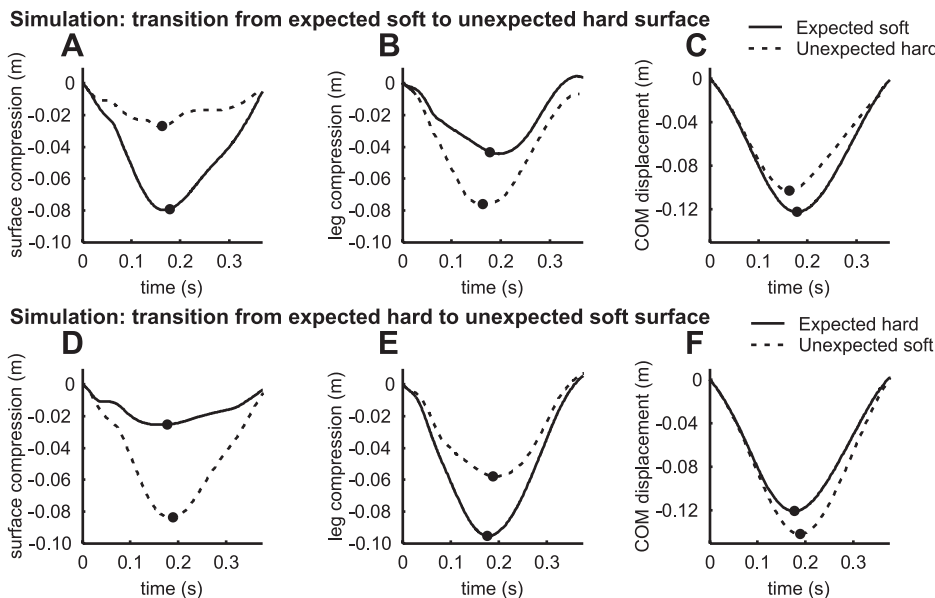 Simulation: transition from expected soft to unexpected hard surface
Expected soft
Unexpected hard
A
B
C
surface compression (m)
0
-0.02
-0.04
-0.06
-0.08
-0.10
0 0.1 0.2 0.3
time (s)
leg compression (m)
0
-0.02
-0.04
-0.06
-0.08
-0.10
0 0.1 0.2 0.3
time (s)
COM displacement (m)
0
-0.04
-0.08
-0.12
0 0.1 0.2 0.3
time (s)
Simulation: transition from expected hard to unexpected soft surface
Expected hard
Unexpected soft
D
E
F
surface compression (m)
0
-0.02
-0.04
-0.06
-0.08
-0.10
0 0.1 0.2 0.3
time (s)
leg compression (m)
0
-0.02
-0.04
-0.06
-0.08
-0.10
0 0.1 0.2 0.3
time (s)
COM displacement (m)
0
-0.04
-0.08
-0.12
0 0.1 0.2 0.3
time (s)